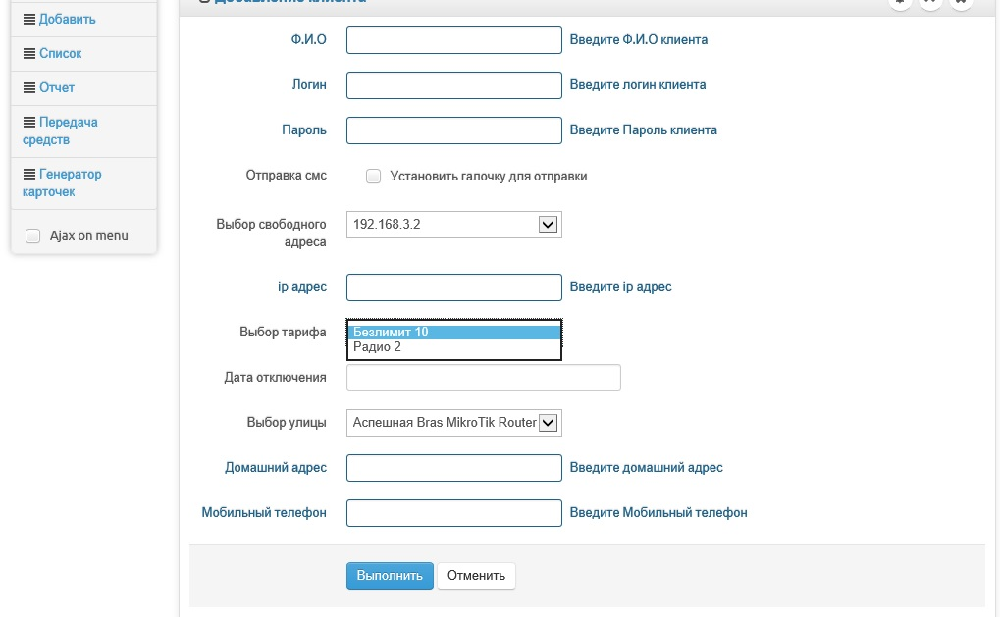 Добавить
Список
Отчет
Передача
средств
Генератор
карточек
Ajax on menu
Добавление клиента
Ф.И.О Введите Ф.И.О клиента
Логин Введите логин клиента
Пароль Введите Пароль клиента
Отправка смс Установить галочку для отправки
Выбор свободного
адреса 192.168.3.2
ip адрес Введите ip адрес
Выбор тарифа Безлимит 10
Радио 2
Дата отключения
Выбор улицы Аспешная Bras MikroTik Router
Домашний адрес Введите домашний адрес
Мобильный телефон Введите Мобильный телефон
Выполнить Отменить